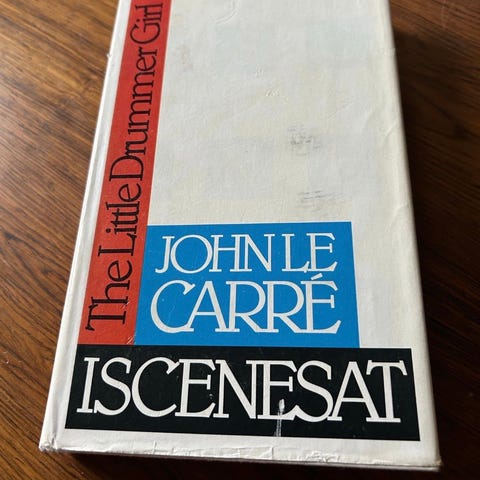 The Little Drummer Girl
JOHN LE
CARRÉ
ISCENESAT